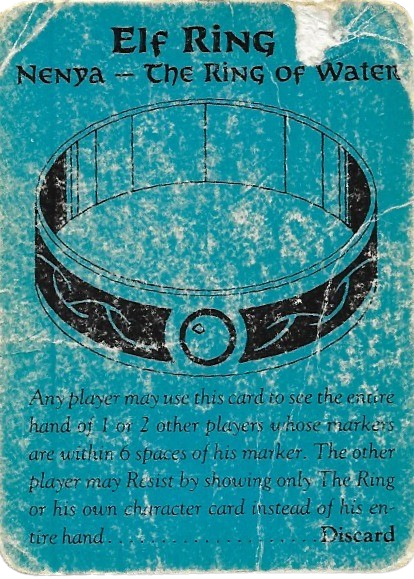 Elf Ring
Nenya – The Ring of Water
Any player may use this card to see the entire
hand of 1 or 2 other players whose markers
are within 6 spaces of his marker. The other
player may Resist by showing only The Ring
or his own character card instead of his en-
tire hand . . . . . . . . . . . . . . . . . . . . Discard